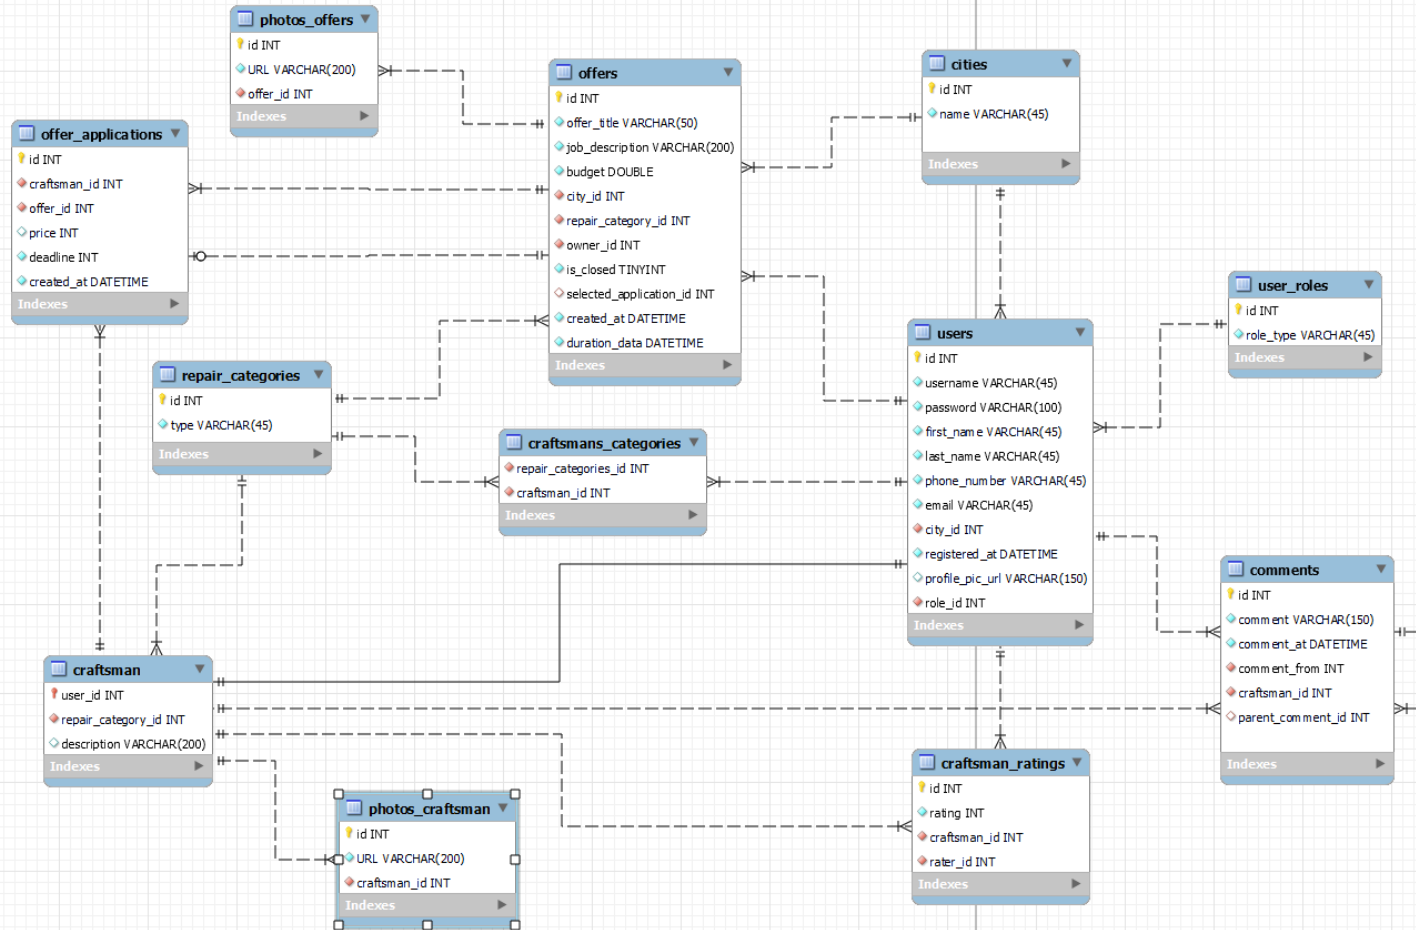 photos_offers
id INT
URL VARCHAR(200)
offer_id INT
Indexes
offers
id INT
offer_title VARCHAR(50)
job_description VARCHAR(200)
budget DOUBLE
city_id INT
repair_category_id INT
owner_id INT
is_closed TINYINT
selected_application_id INT
created_at DATETIME
duration_data DATETIME
Indexes
cities
id INT
name VARCHAR(45)
Indexes
offer_applications
id INT
craftsman_id INT
offer_id INT
price INT
deadline INT
created_at DATETIME
Indexes
user_roles
id INT
role_type VARCHAR(45)
Indexes
users
id INT
username VARCHAR(45)
password VARCHAR(100)
first_name VARCHAR(45)
last_name VARCHAR(45)
phone_number VARCHAR(45)
email VARCHAR(45)
city_id INT
registered_at DATETIME
profile_pic_url VARCHAR(150)
role_id INT
Indexes
repair_categories
id INT
type VARCHAR(45)
Indexes
craftsmans_categories
repair_categories_id INT
craftsman_id INT
Indexes
comments
id INT
comment VARCHAR(150)
comment_at DATETIME
comment_from INT
craftsman_id INT
parent_comment_id INT
Indexes
craftsman
user_id INT
repair_category_id INT
description VARCHAR(200)
Indexes
craftsman_ratings
id INT
rating INT
craftsman_id INT
rater_id INT
Indexes
photos_craftsman
id INT
URL VARCHAR(200)
craftsman_id INT
Indexes